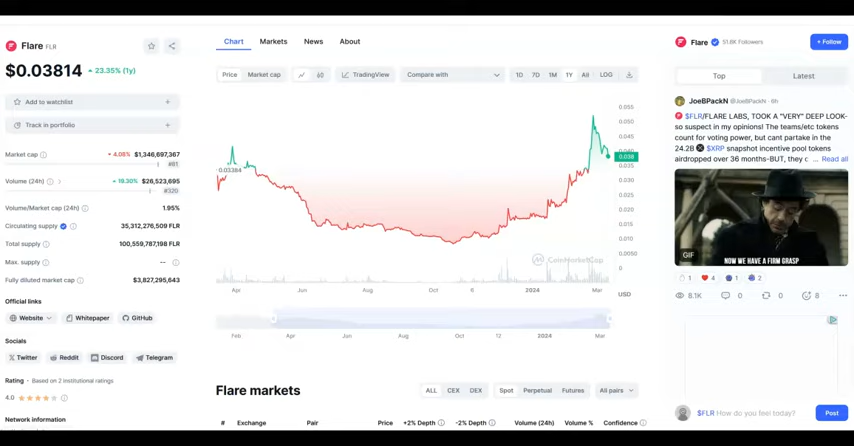 Flare FLR
$0.03814 23.35% (1y)
Add to watchlist +
Track in portfolio +
Market cap 4.08% $1,346,697,367
#61
Volume (24h) > 19.30% $26,523,695
#320
Volume/Market cap (24h) 1.95%
Circulating supply 35,312,276,509 FLR
Total supply 100,559,787,198 FLR
Max. supply --
Fully diluted market cap $3,827,295,643
Official links
Website Whitepaper GitHub
Socials
Twitter Reddit Discord Telegram
Rating · Based on 2 institutional ratings
4.0
Network information
Chart Markets News About
Price Market cap TradingView Compare with 1D 7D 1M 1Y All LOG
0.055
0.050
0.045
0.040
0.038
0.035
0.030
0.025
0.020
0.015
0.010
0.0050
0
0.03384
CoinMarketCap
Apr Jun Aug Oct 6 2024 Mar
USD
Feb Apr Jun Aug Oct 12 2024 Mar
Flare markets
ALL CEX DEX Spot Perpetual Futures All pairs
# Exchange Pair Price +2% Depth -2% Depth Volume (24h) Volume % Confidence
Flare 51.6K Followers + Follow
Top Latest
JoeBPackN @JoeBPackN · 6h
$FLR/FLARE LABS, TOOK A "VERY" DEEP LOOK-
so suspect in my opinions! The teams/etc tokens
count for voting power, but cant partake in the
24.2B $XRP snapshot incentive pool tokens
airdropped over 36 months-BUT, they c ... Read all
GIF
NOW WE HAVE A FIRM GRASP
1 4 1 2
8.1K 0 0 8
$FLR How do you feel today? Post